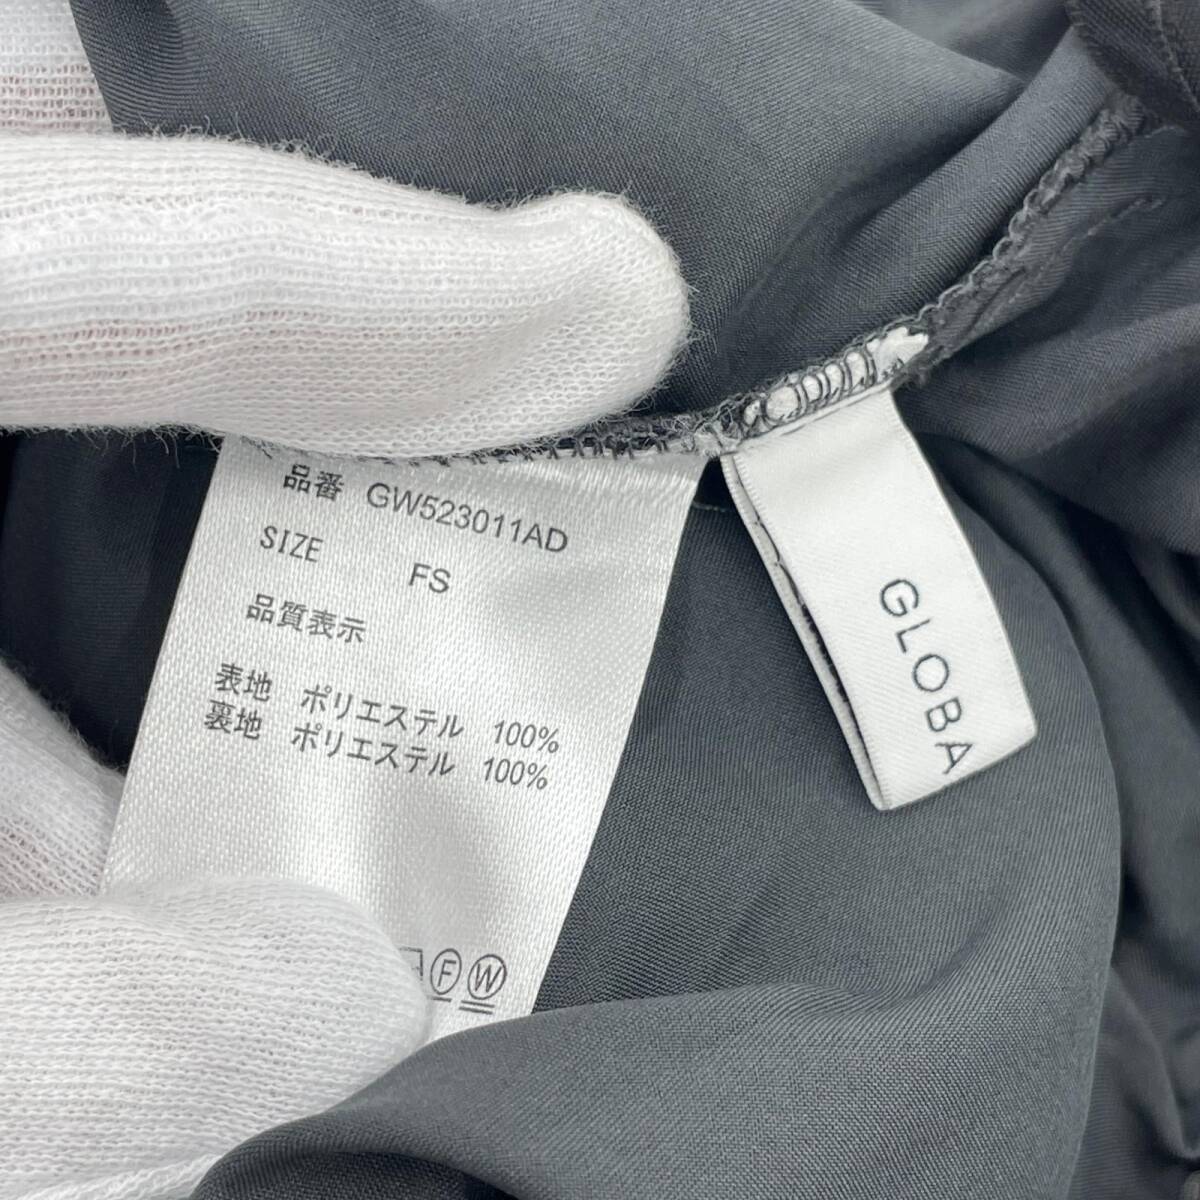 品番 GW523011AD
SIZE FS
品質表示
表地 ポリエステル 100%
裏地 ポリエステル 100%
F W
GLOBA